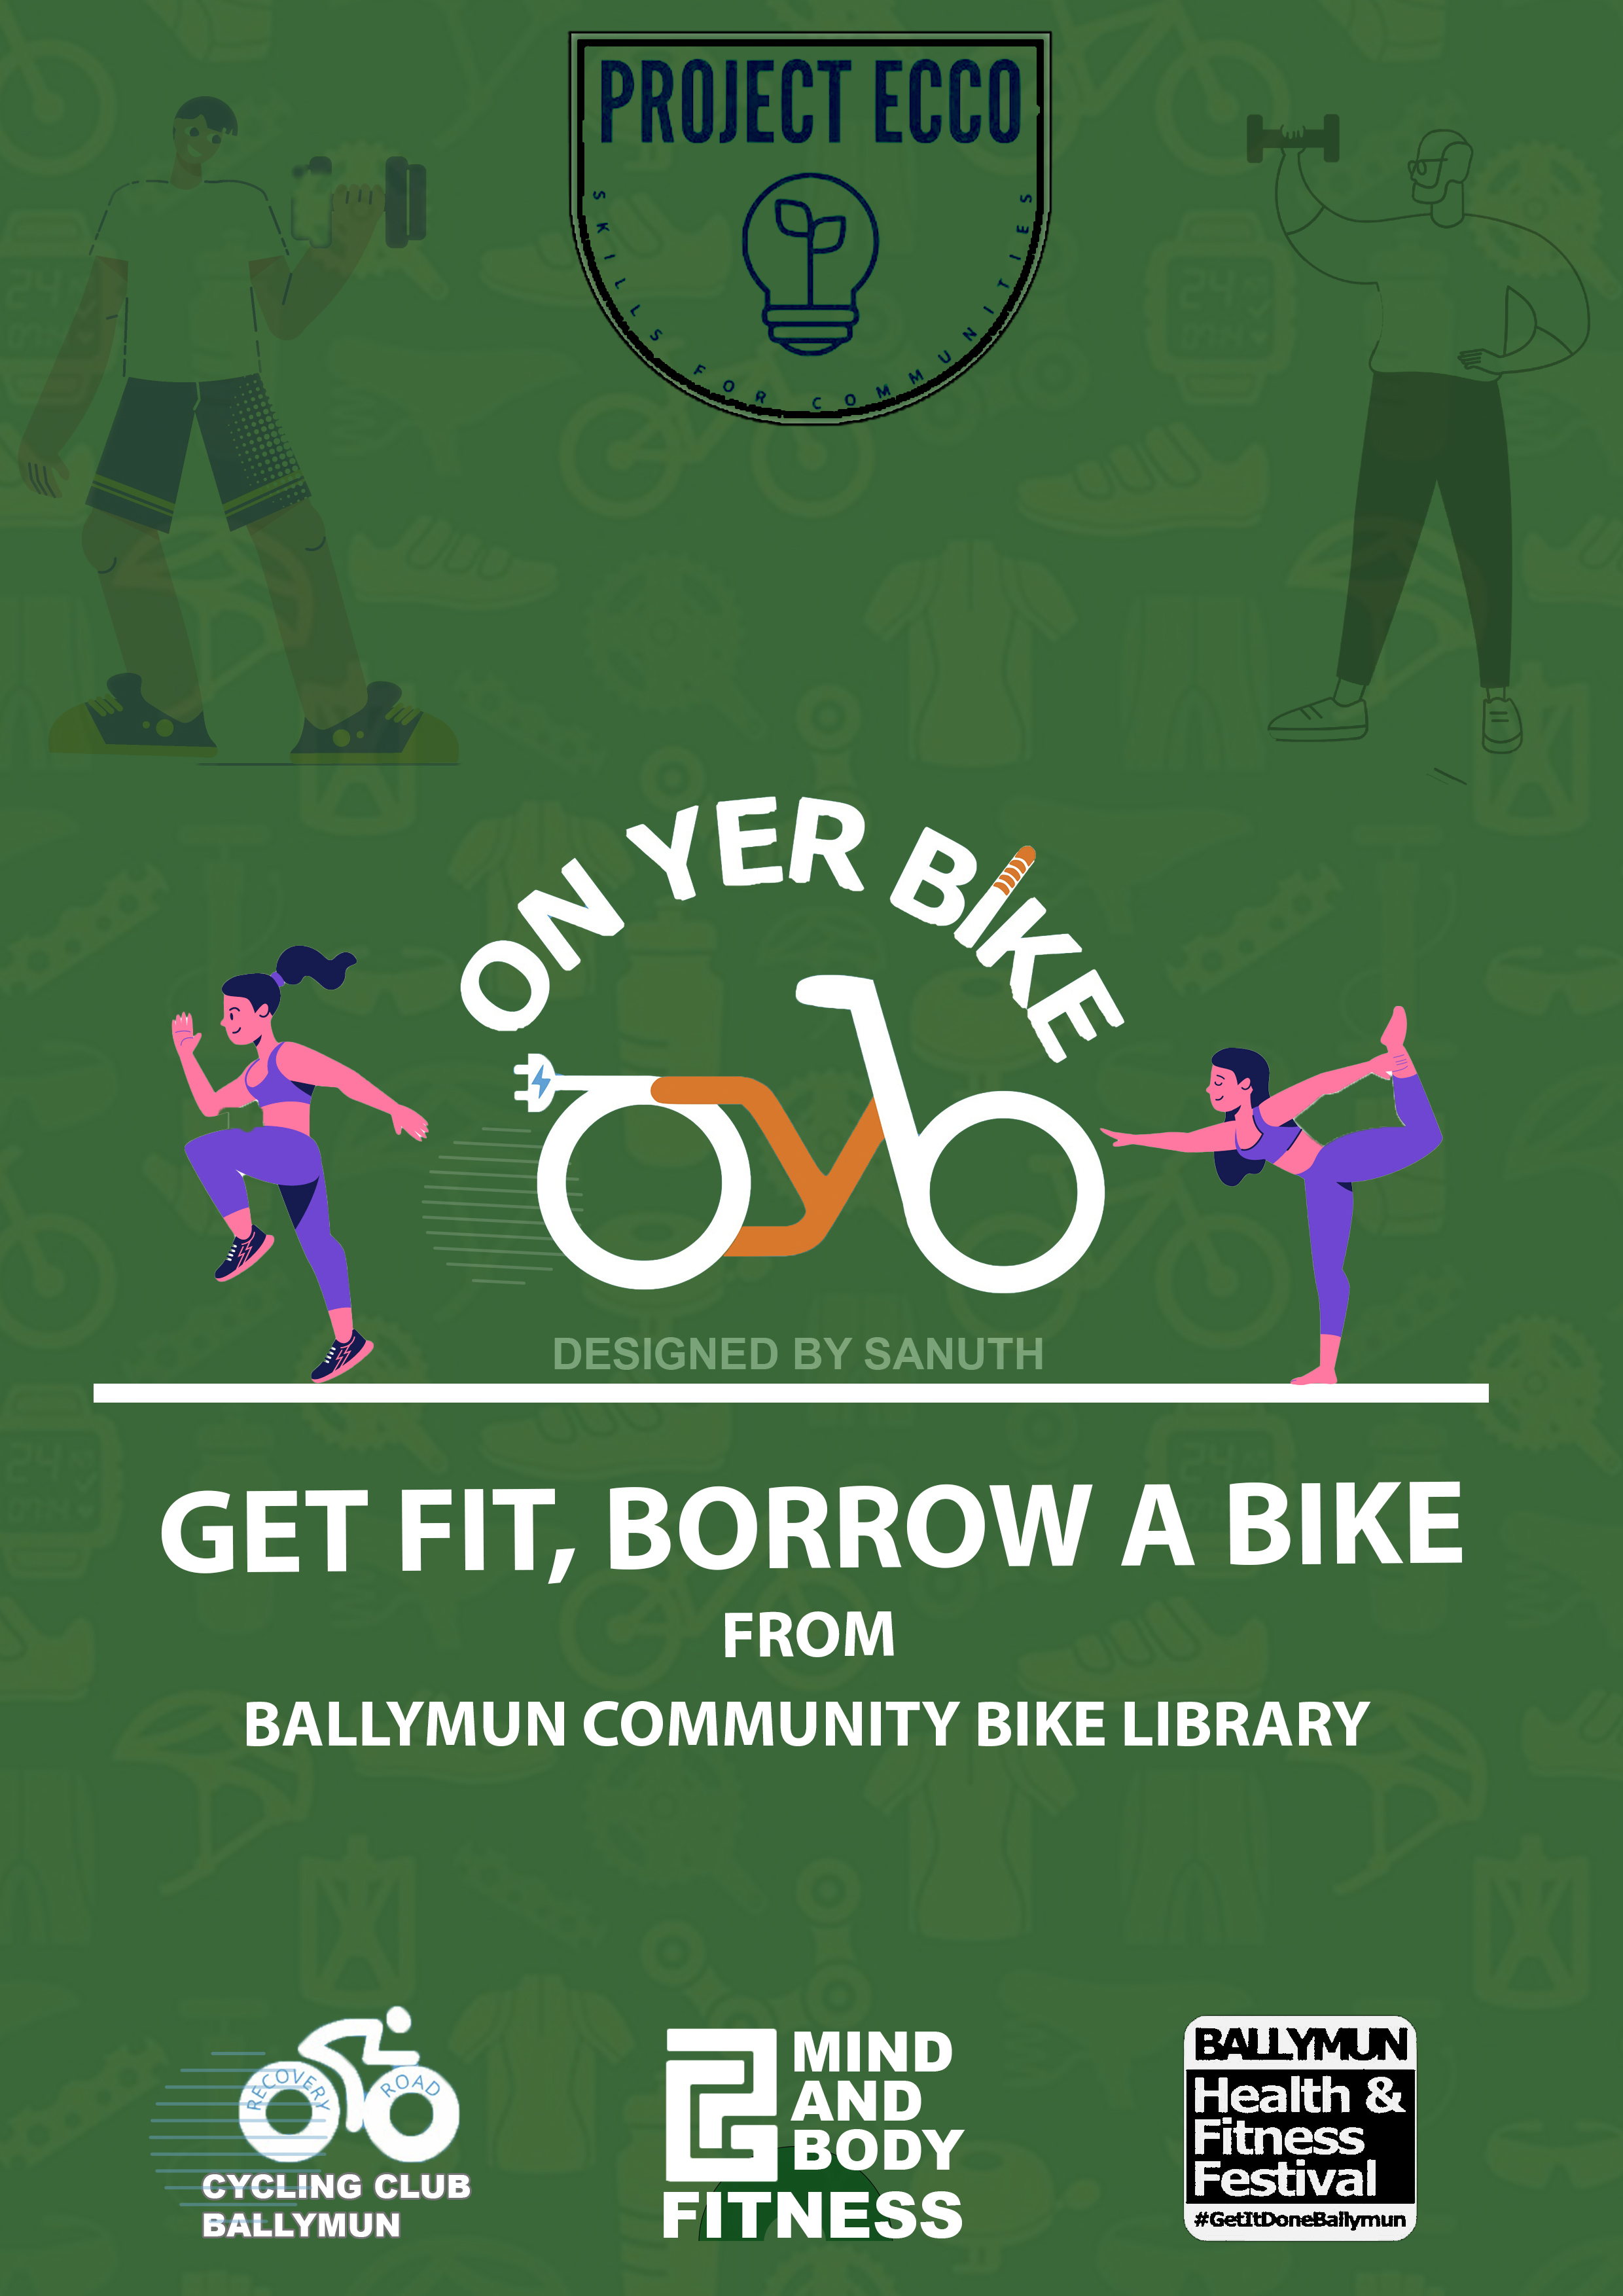 PROJECT ECCO
SKILLS FOR COMMUNITIES
ON YER BIKE
DESIGNED BY SANUTH
GET FIT, BORROW A BIKE
FROM
BALLYMUN COMMUNITY BIKE LIBRARY
RECOVERY ROAD
CYCLING CLUB
BALLYMUN
MIND
AND
BODY
FITNESS
BALLYMUN
Health &
Fitness
Festival
#GetItDoneBallymun